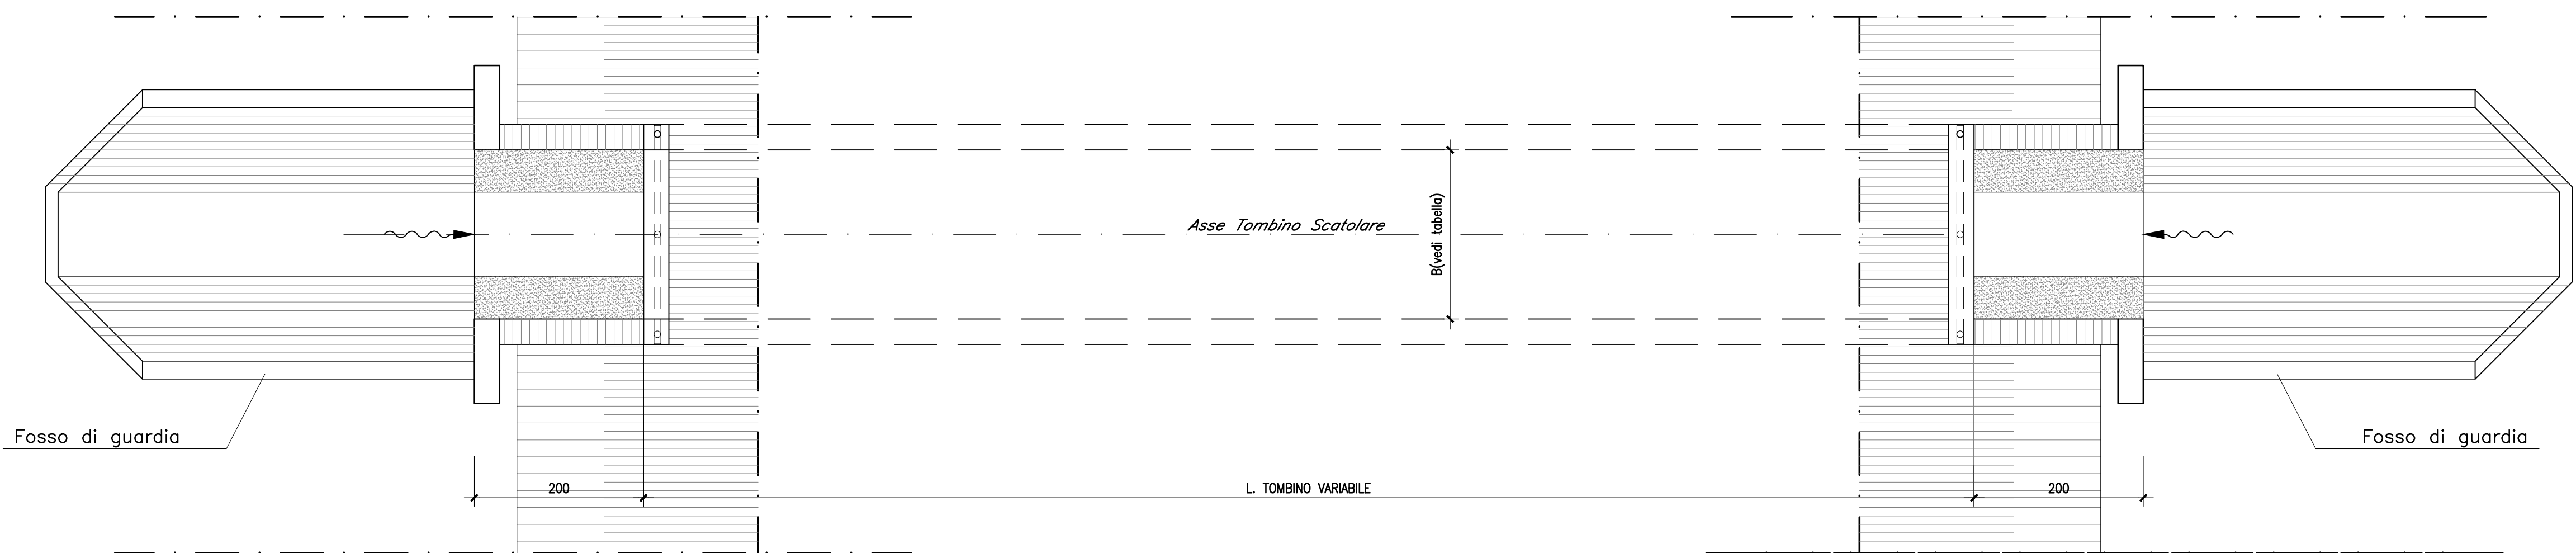 Asse Tombino Scatolare
B(vedi tabella)
Fosso di guardia
Fosso di guardia
200
L. TOMBINO VARIABILE
200